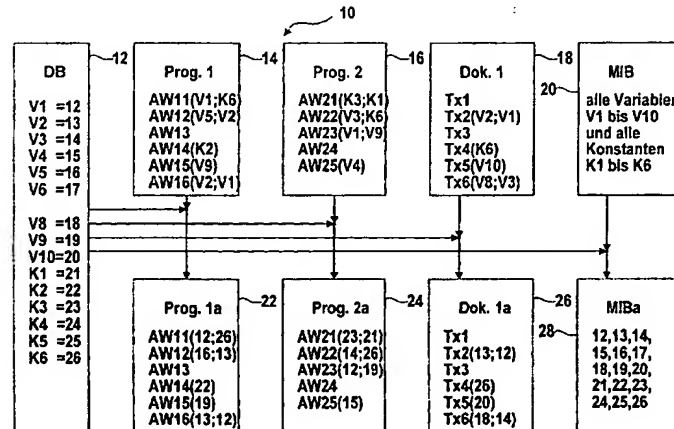 10
DB
12
V1 =12
V2 =13
V3 =14
V4 =15
V5 =16
V6 =17
V8 =18
V9 =19
V10=20
K1 =21
K2 =22
K3 =23
K4 =24
K5 =25
K6 =26
Prog. 1
14
AW11(V1;K6)
AW12(V5;V2)
AW13
AW14(K2)
AW15(V9)
AW16(V2;V1)
Prog. 2
16
AW21(K3;K1)
AW22(V3;K6)
AW23(V1;V9)
AW24
AW25(V4)
Dok. 1
18
Tx1
Tx2(V2;V1)
Tx3
Tx4(K6)
Tx5(V10)
Tx6(V8;V3)
MIB
20
alle Variablen
V1 bis V10
und alle
Konstanten
K1 bis K6
Prog. 1a
22
AW11(12;26)
AW12(16;13)
AW13
AW14(22)
AW15(19)
AW16(13;12)
Prog. 2a
24
AW21(23;21)
AW22(14;26)
AW23(12;19)
AW24
AW25(15)
Dok. 1a
26
Tx1
Tx2(13;12)
Tx3
Tx4(26)
Tx5(20)
Tx6(18;14)
MIBa
28
12,13,14,
15,16,17,
18,19,20,
21,22,23,
24,25,26